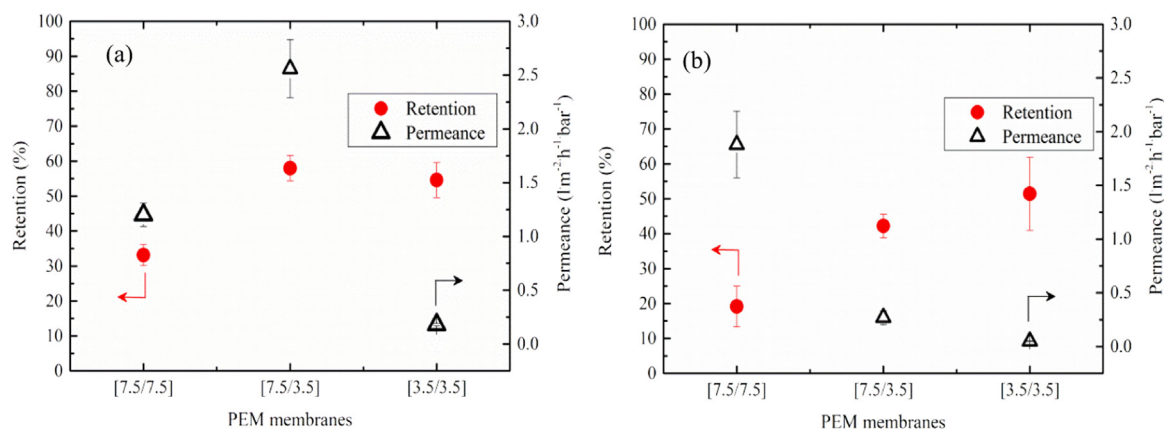 (a)
100
90
80
70
60
50
40
30
20
10
0
Retention (%)
3.0
2.5
2.0
1.5
1.0
0.5
0.0
Permeance (l m⁻² h⁻¹ bar⁻¹)
Retention
Permeance
[7.5/7.5] [7.5/3.5] [3.5/3.5]
PEM membranes
(b)
100
90
80
70
60
50
40
30
20
10
0
Retention (%)
3.0
2.5
2.0
1.5
1.0
0.5
0.0
Permeance (l m⁻² h⁻¹ bar⁻¹)
Retention
Permeance
[7.5/7.5] [7.5/3.5] [3.5/3.5]
PEM membranes